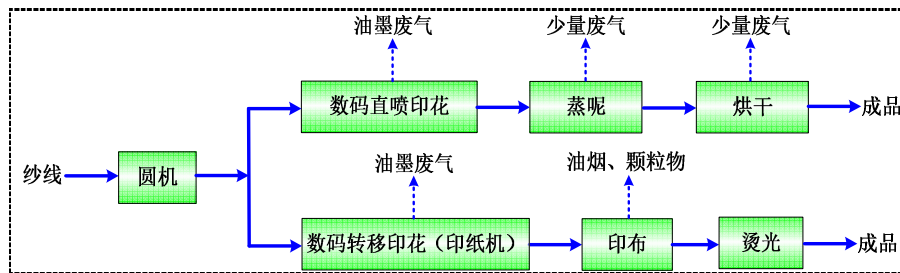 油墨废气
少量废气
少量废气
数码直喷印花
蒸呢
烘干
成品
纱线
圆机
油墨废气
油烟、颗粒物
数码转移印花（印纸机）
印布
烫光
成品